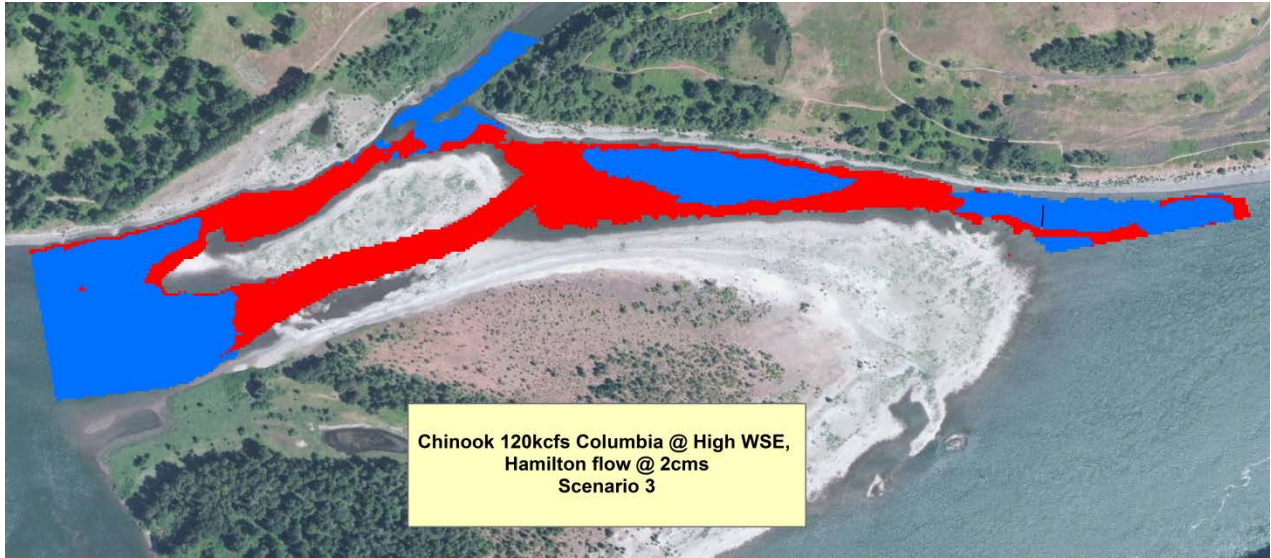 Chinook 120kcfs Columbia @ High WSE,
Hamilton flow @ 2cms
Scenario 3